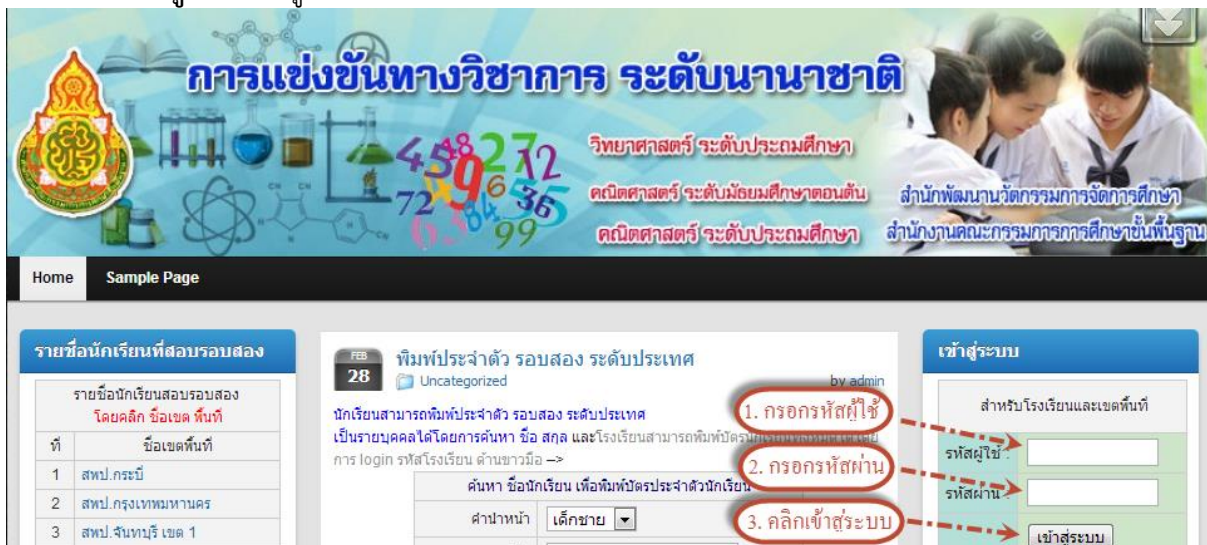 การแข่งขันทางวิชาการ ระดับนานาชาติ
วิทยาศาสตร์ ระดับประถมศึกษา
คณิตศาสตร์ ระดับมัธยมศึกษาตอนต้น
คณิตศาสตร์ ระดับประถมศึกษา
สำนักพัฒนานวัตกรรมการจัดการศึกษา
สำนักงานคณะกรรมการการศึกษาขั้นพื้นฐาน
Home Sample Page
รายชื่อนักเรียนที่สอบรอบสอง
รายชื่อนักเรียนสอบรอบสอง
โดยคลิก ชื่อเขต พื้นที่
ที่ ชื่อเขตพื้นที่
1 สพป.กระบี่
2 สพป.กรุงเทพมหานคร
3 สพป.จันทบุรี เขต 1
FEB
28
พิมพ์ประจำตัว รอบสอง ระดับประเทศ
Uncategorized by admin
นักเรียนสามารถพิมพ์ประจำตัว รอบสอง ระดับประเทศ
เป็นรายบุคคลได้โดยการค้นหา ชื่อ สกุล และโรงเรียนสามารถพิมพ์บัตร
การ login รหัสโรงเรียน ด้านขาวมือ –>
ค้นหา ชื่อนักเรียน เพื่อพิมพ์บัตรประจำตัวนักเรียน
คำนำหน้า เด็กชาย
1. กรอกรหัสผู้ใช้
2. กรอกรหัสผ่าน
3. คลิกเข้าสู่ระบบ
เข้าสู่ระบบ
สำหรับโรงเรียนและเขตพื้นที่
รหัสผู้ใช้ :
รหัสผ่าน :
เข้าสู่ระบบ